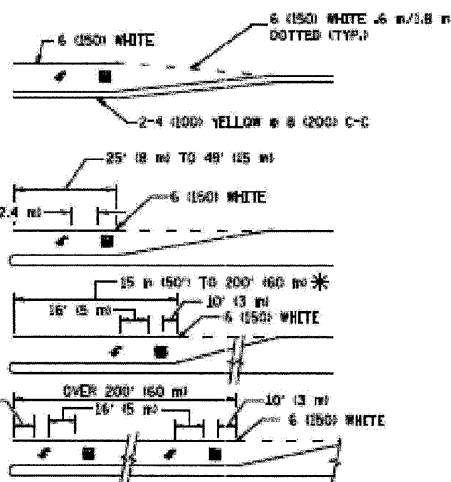 6 (150) WHITE .6 m/1.8 m
DOTTED (TYP.)
6 (150) WHITE
2-4 (100) YELLOW @ 8 (200) C-C
25' (8 m) TO 49' (15 m)
6 (150) WHITE
2.4 m)
15 m (50') TO 200' (60 m) *
16' (5 m)
10' (3 m)
6 (150) WHITE
OVER 200' (60 m)
16' (5 m)
10' (3 m)
6 (150) WHITE